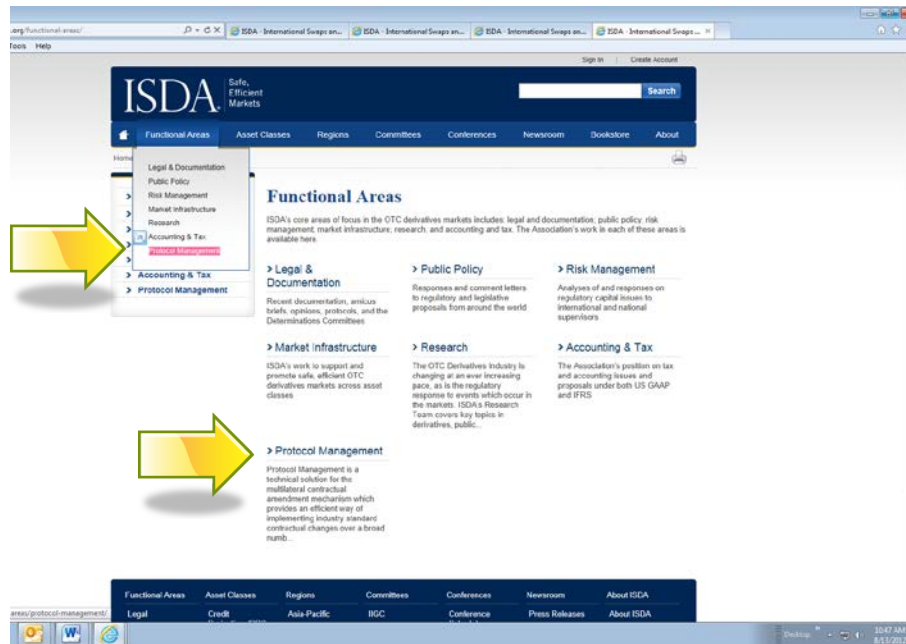 .org/functional-areas/
ISDA - International Swaps an...
ISDA - International Swaps an...
ISDA - International Swaps an...
ISDA - International Swaps ...
Tools Help
Sign In | Create Account
ISDA
Safe,
Efficient
Markets
Search
Functional Areas Asset Classes Regions Committees Conferences Newsroom Bookstore About
Home
Legal & Documentation
Public Policy
Risk Management
Market Infrastructure
Research
Accounting & Tax
Protocol Management
> Accounting & Tax
> Protocol Management
Functional Areas
ISDA's core areas of focus in the OTC derivatives markets includes: legal and documentation; public policy; risk
management; market infrastructure; research; and accounting and tax. The Association's work in each of these areas is
available here.
> Legal &
Documentation
Recent documentation, amicus
briefs, opinions, protocols, and the
Determinations Committees
> Public Policy
Responses and comment letters
to regulatory and legislative
proposals from around the world
> Risk Management
Analyses of and responses on
regulatory capital issues to
international and national
supervisors
> Market Infrastructure
ISDA's work to support and
promote safe, efficient OTC
derivatives markets across asset
classes
> Research
The OTC Derivatives Industry is
changing at an ever increasing
pace, as is the regulatory
response to events which occur in
the markets. ISDA's Research
Team covers key topics in
derivatives, public...
> Accounting & Tax
The Association's position on tax
and accounting issues and
proposals under both US GAAP
and IFRS
> Protocol Management
Protocol Management is a
technical solution for the
multilateral contractual
amendment mechanism which
provides an efficient way of
implementing industry standard
contractual changes over a broad
numb...
Functional Areas Asset Classes Regions Committees Conferences Newsroom About ISDA
Legal Credit Asia-Pacific IIGC Conference Press Releases About ISDA
areas/protocol-management/
Desktop
10:47 AM